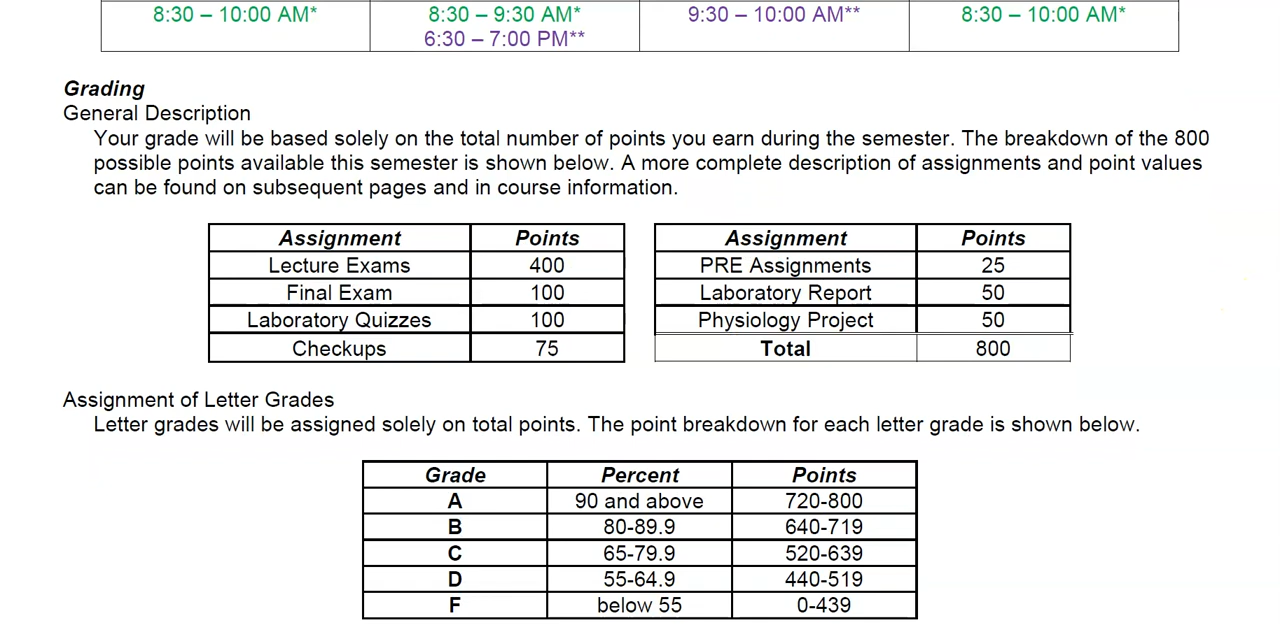 8:30 – 10:00 AM* 8:30 – 9:30 AM* 9:30 – 10:00 AM** 8:30 – 10:00 AM*
6:30 – 7:00 PM**
Grading
General Description
Your grade will be based solely on the total number of points you earn during the semester. The breakdown of the 800
possible points available this semester is shown below. A more complete description of assignments and point values
can be found on subsequent pages and in course information.
Assignment Points Assignment Points
Lecture Exams 400 PRE Assignments 25
Final Exam 100 Laboratory Report 50
Laboratory Quizzes 100 Physiology Project 50
Checkups 75 Total 800
Assignment of Letter Grades
Letter grades will be assigned solely on total points. The point breakdown for each letter grade is shown below.
Grade Percent Points
A 90 and above 720-800
B 80-89.9 640-719
C 65-79.9 520-639
D 55-64.9 440-519
F below 55 0-439